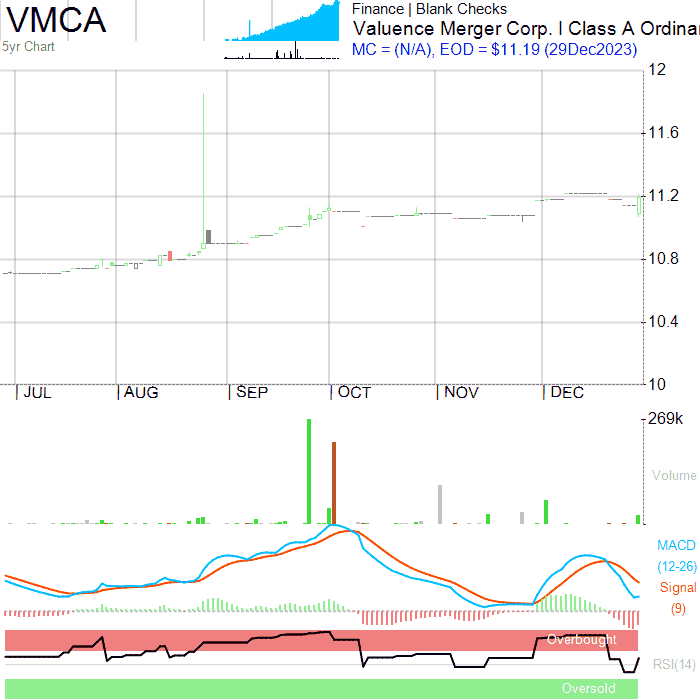 VMCA
5yr Chart
Finance | Blank Checks
Valuence Merger Corp. I Class A Ordinar
MC = (N/A), EOD = $11.19 (29Dec2023)
12
11.6
11.2
10.8
10.4
10
JUL AUG SEP OCT NOV DEC
269k
Volume
MACD
(12-26)
Signal
(9)
Overbought
RSI(14)
Oversold